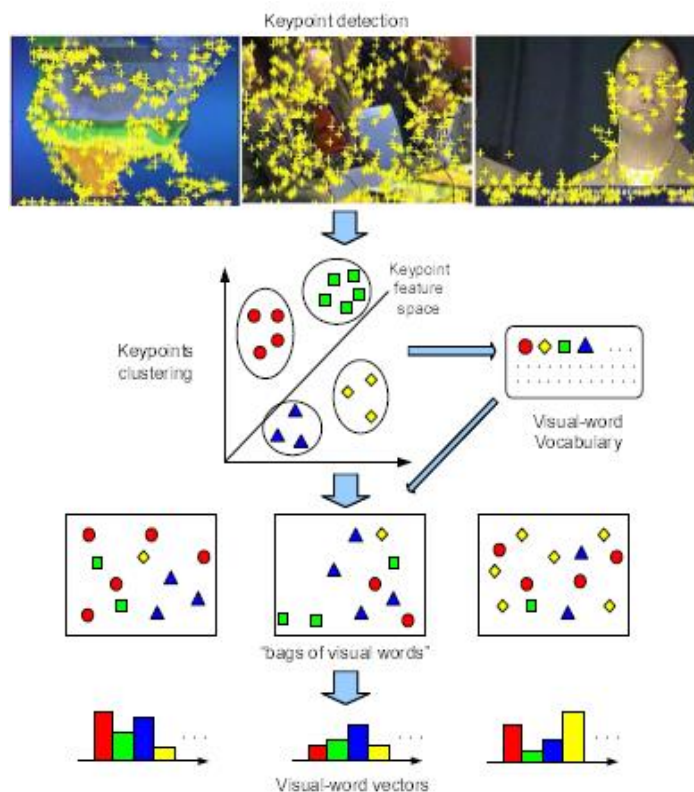 Keypoint detection
Keypoint
feature
space
Keypoints
clustering
Visual-word
Vocabulary
"bags of visual words"
Visual-word vectors